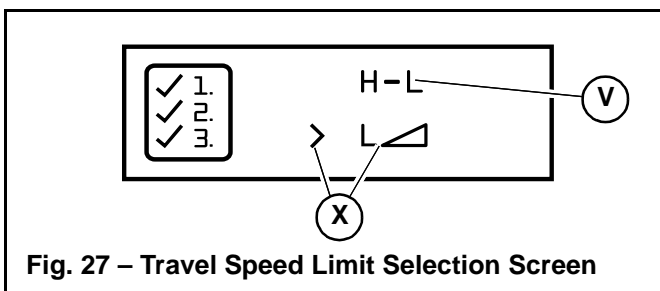 1.
2.
3.
H-L
> L
V
X
Fig. 27 – Travel Speed Limit Selection Screen